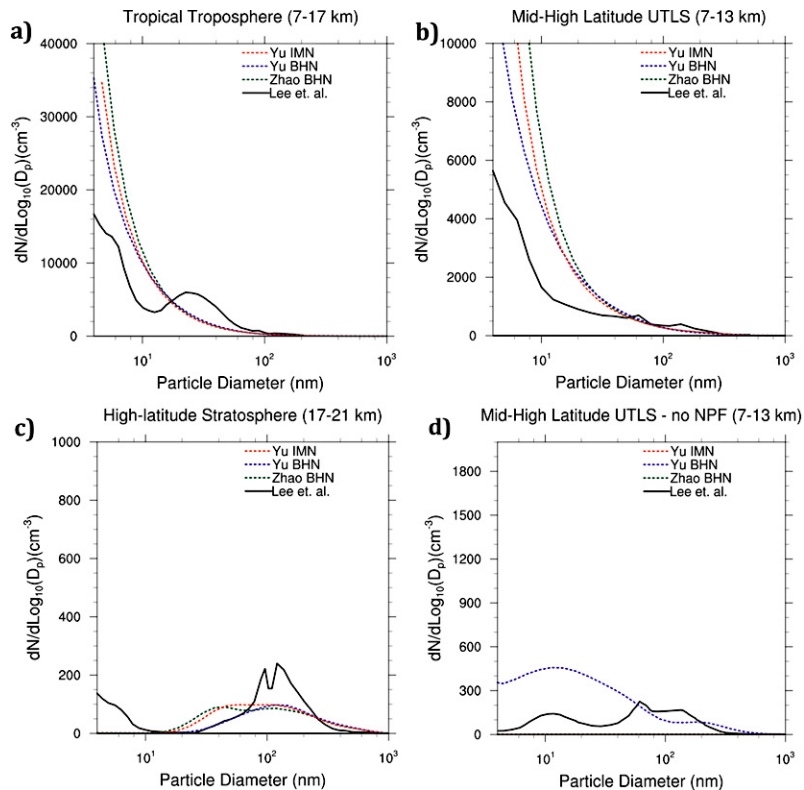 a) Tropical Troposphere (7-17 km)
40000
30000
20000
10000
0
dN/dLog10(Dp)(cm-3)
Yu IMN
Yu BHN
Zhao BHN
Lee et. al.
10^1 10^2 10^3
Particle Diameter (nm)
b) Mid-High Latitude UTLS (7-13 km)
10000
8000
6000
4000
2000
0
dN/dLog10(Dp)(cm-3)
Yu IMN
Yu BHN
Zhao BHN
Lee et. al.
10^1 10^2 10^3
Particle Diameter (nm)
c) High-latitude Stratosphere (17-21 km)
1000
800
600
400
200
0
dN/dLog10(Dp)(cm-3)
Yu IMN
Yu BHN
Zhao BHN
Lee et. al.
10^1 10^2 10^3
Particle Diameter (nm)
d) Mid-High Latitude UTLS - no NPF (7-13 km)
1800
1500
1200
900
600
300
0
dN/dLog10(Dp)(cm-3)
Yu IMN
Yu BHN
Zhao BHN
Lee et. al.
10^1 10^2 10^3
Particle Diameter (nm)